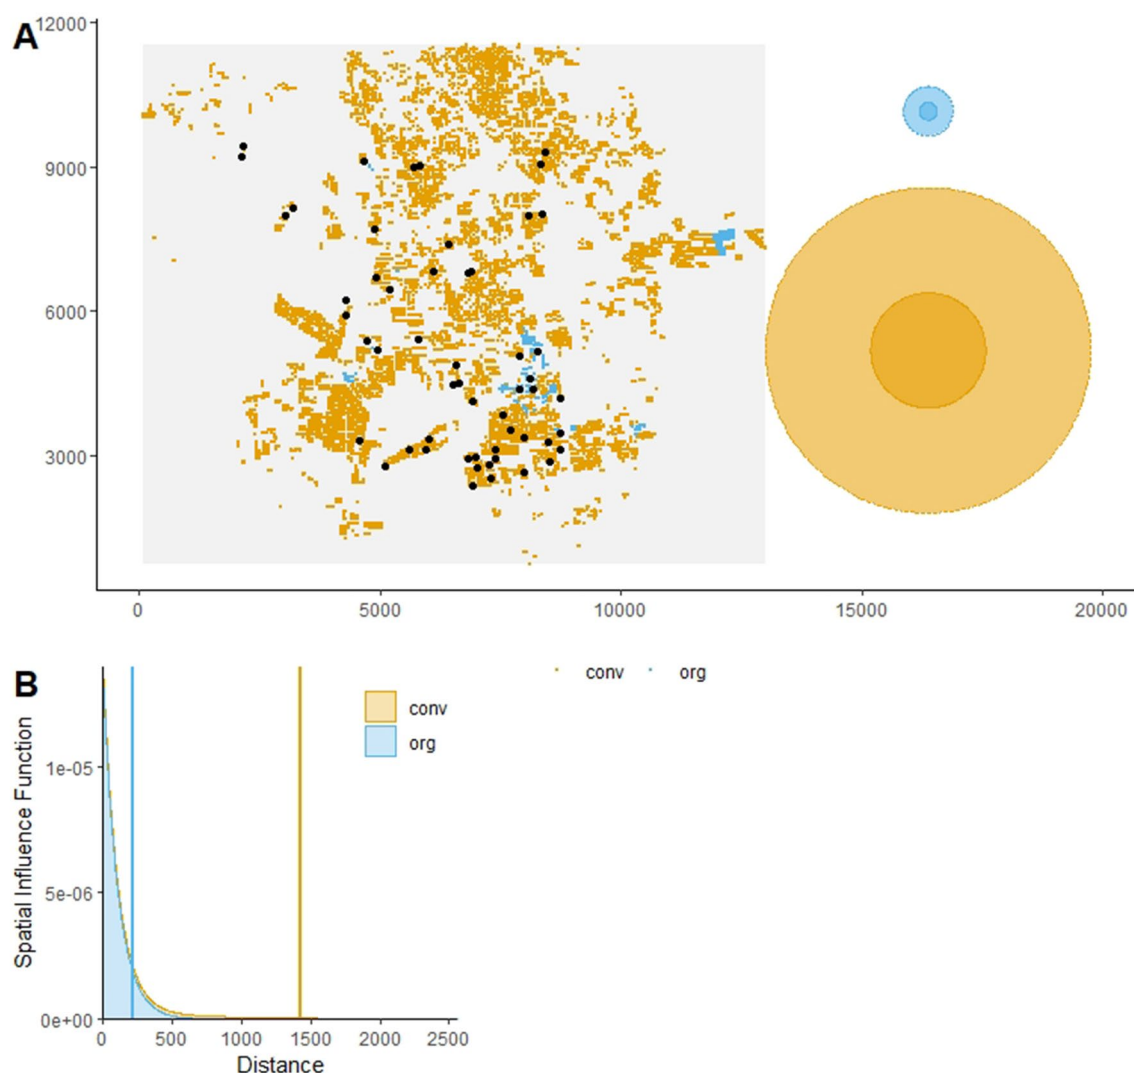 A
12000
9000
6000
3000
0 5000 10000 15000 20000
conv org
B
conv
org
Spatial Influence Function
1e-05
5e-06
0e+00
0 500 1000 1500 2000 2500
Distance